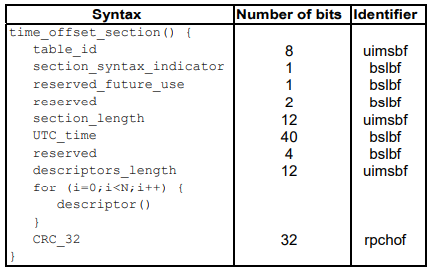 Syntax Number of bits Identifier
time_offset_section() {
table_id 8 uimsbf
section_syntax_indicator 1 bslbf
reserved_future_use 1 bslbf
reserved 2 bslbf
section_length 12 uimsbf
UTC_time 40 bslbf
reserved 4 bslbf
descriptors_length 12 uimsbf
for (i=0;i<N;i++) {
descriptor()
}
CRC_32 32 rpchof
}